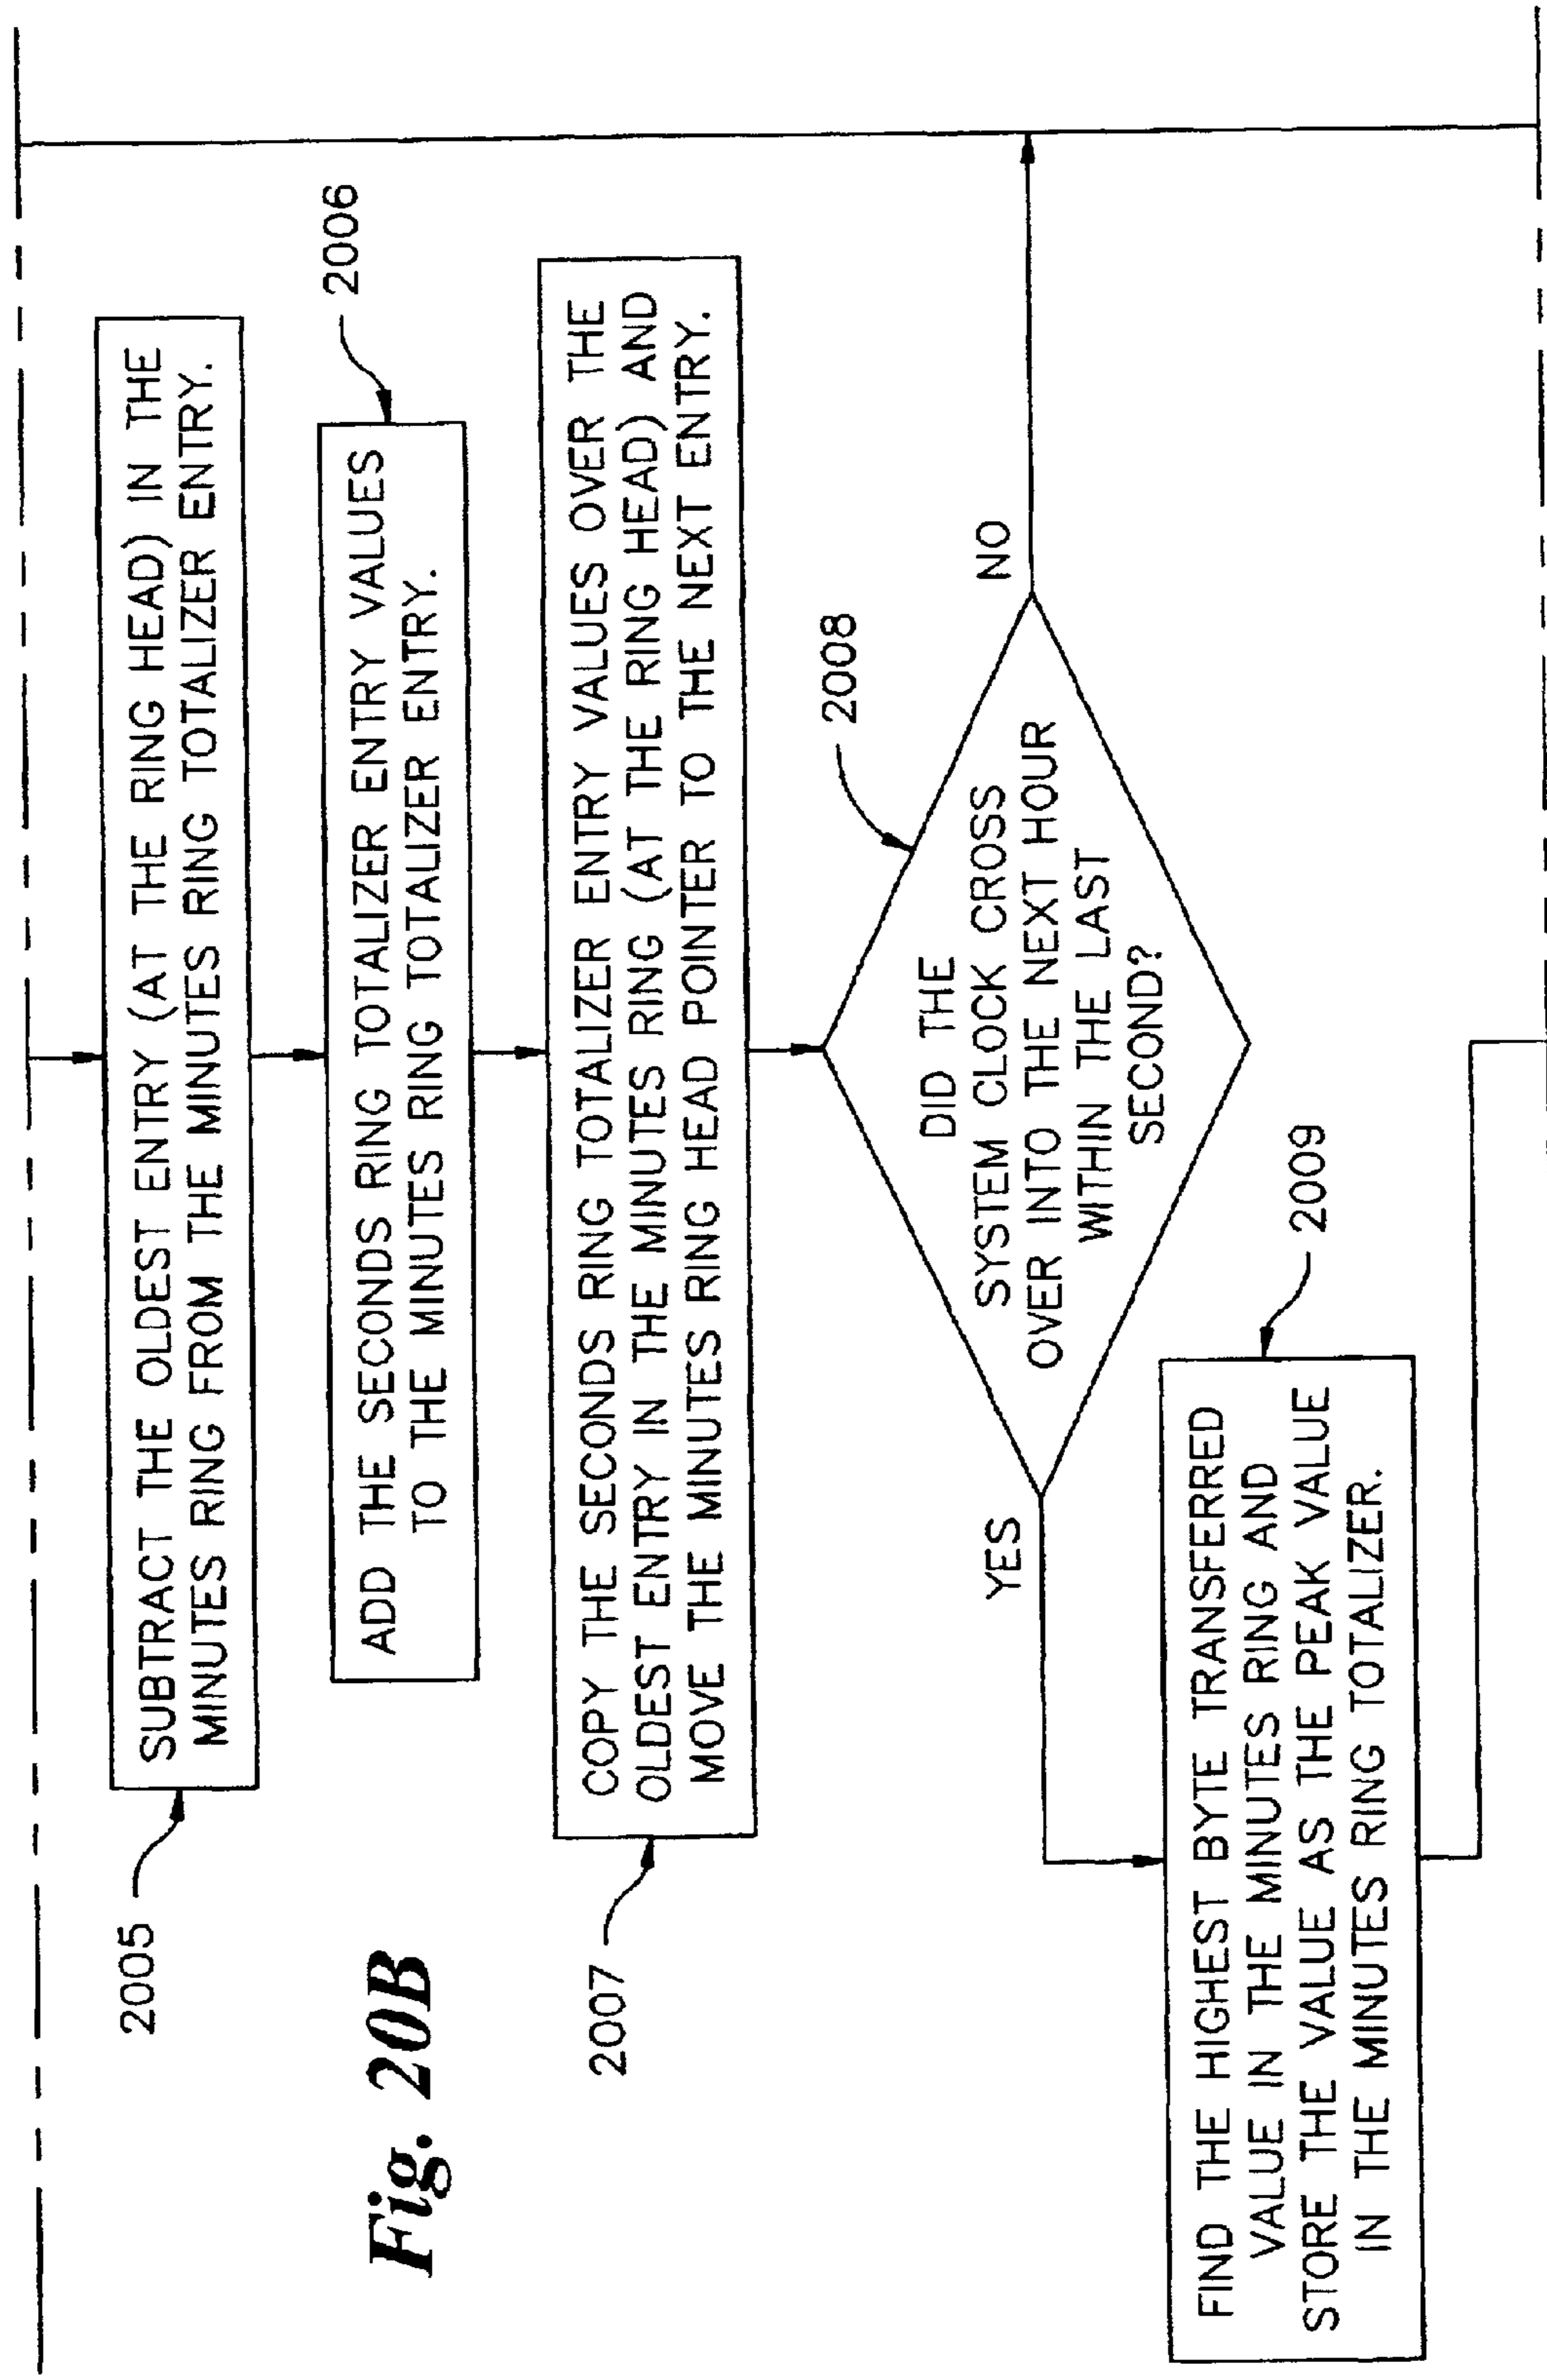 2005
SUBTRACT THE OLDEST ENTRY (AT THE RING HEAD) IN THE
MINUTES RING FROM THE MINUTES RING TOTALIZER ENTRY.
2006
ADD THE SECONDS RING TOTALIZER ENTRY VALUES
TO THE MINUTES RING TOTALIZER ENTRY.
Fig. 20B
2007
COPY THE SECONDS RING TOTALIZER ENTRY VALUES OVER THE
OLDEST ENTRY IN THE MINUTES RING (AT THE RING HEAD) AND
MOVE THE MINUTES RING HEAD POINTER TO THE NEXT ENTRY.
2008
DID THE
SYSTEM CLOCK CROSS
OVER INTO THE NEXT HOUR
WITHIN THE LAST
SECOND?
YES
NO
2009
FIND THE HIGHEST BYTE TRANSFERRED
VALUE IN THE MINUTES RING AND
STORE THE VALUE AS THE PEAK VALUE
IN THE MINUTES RING TOTALIZER.